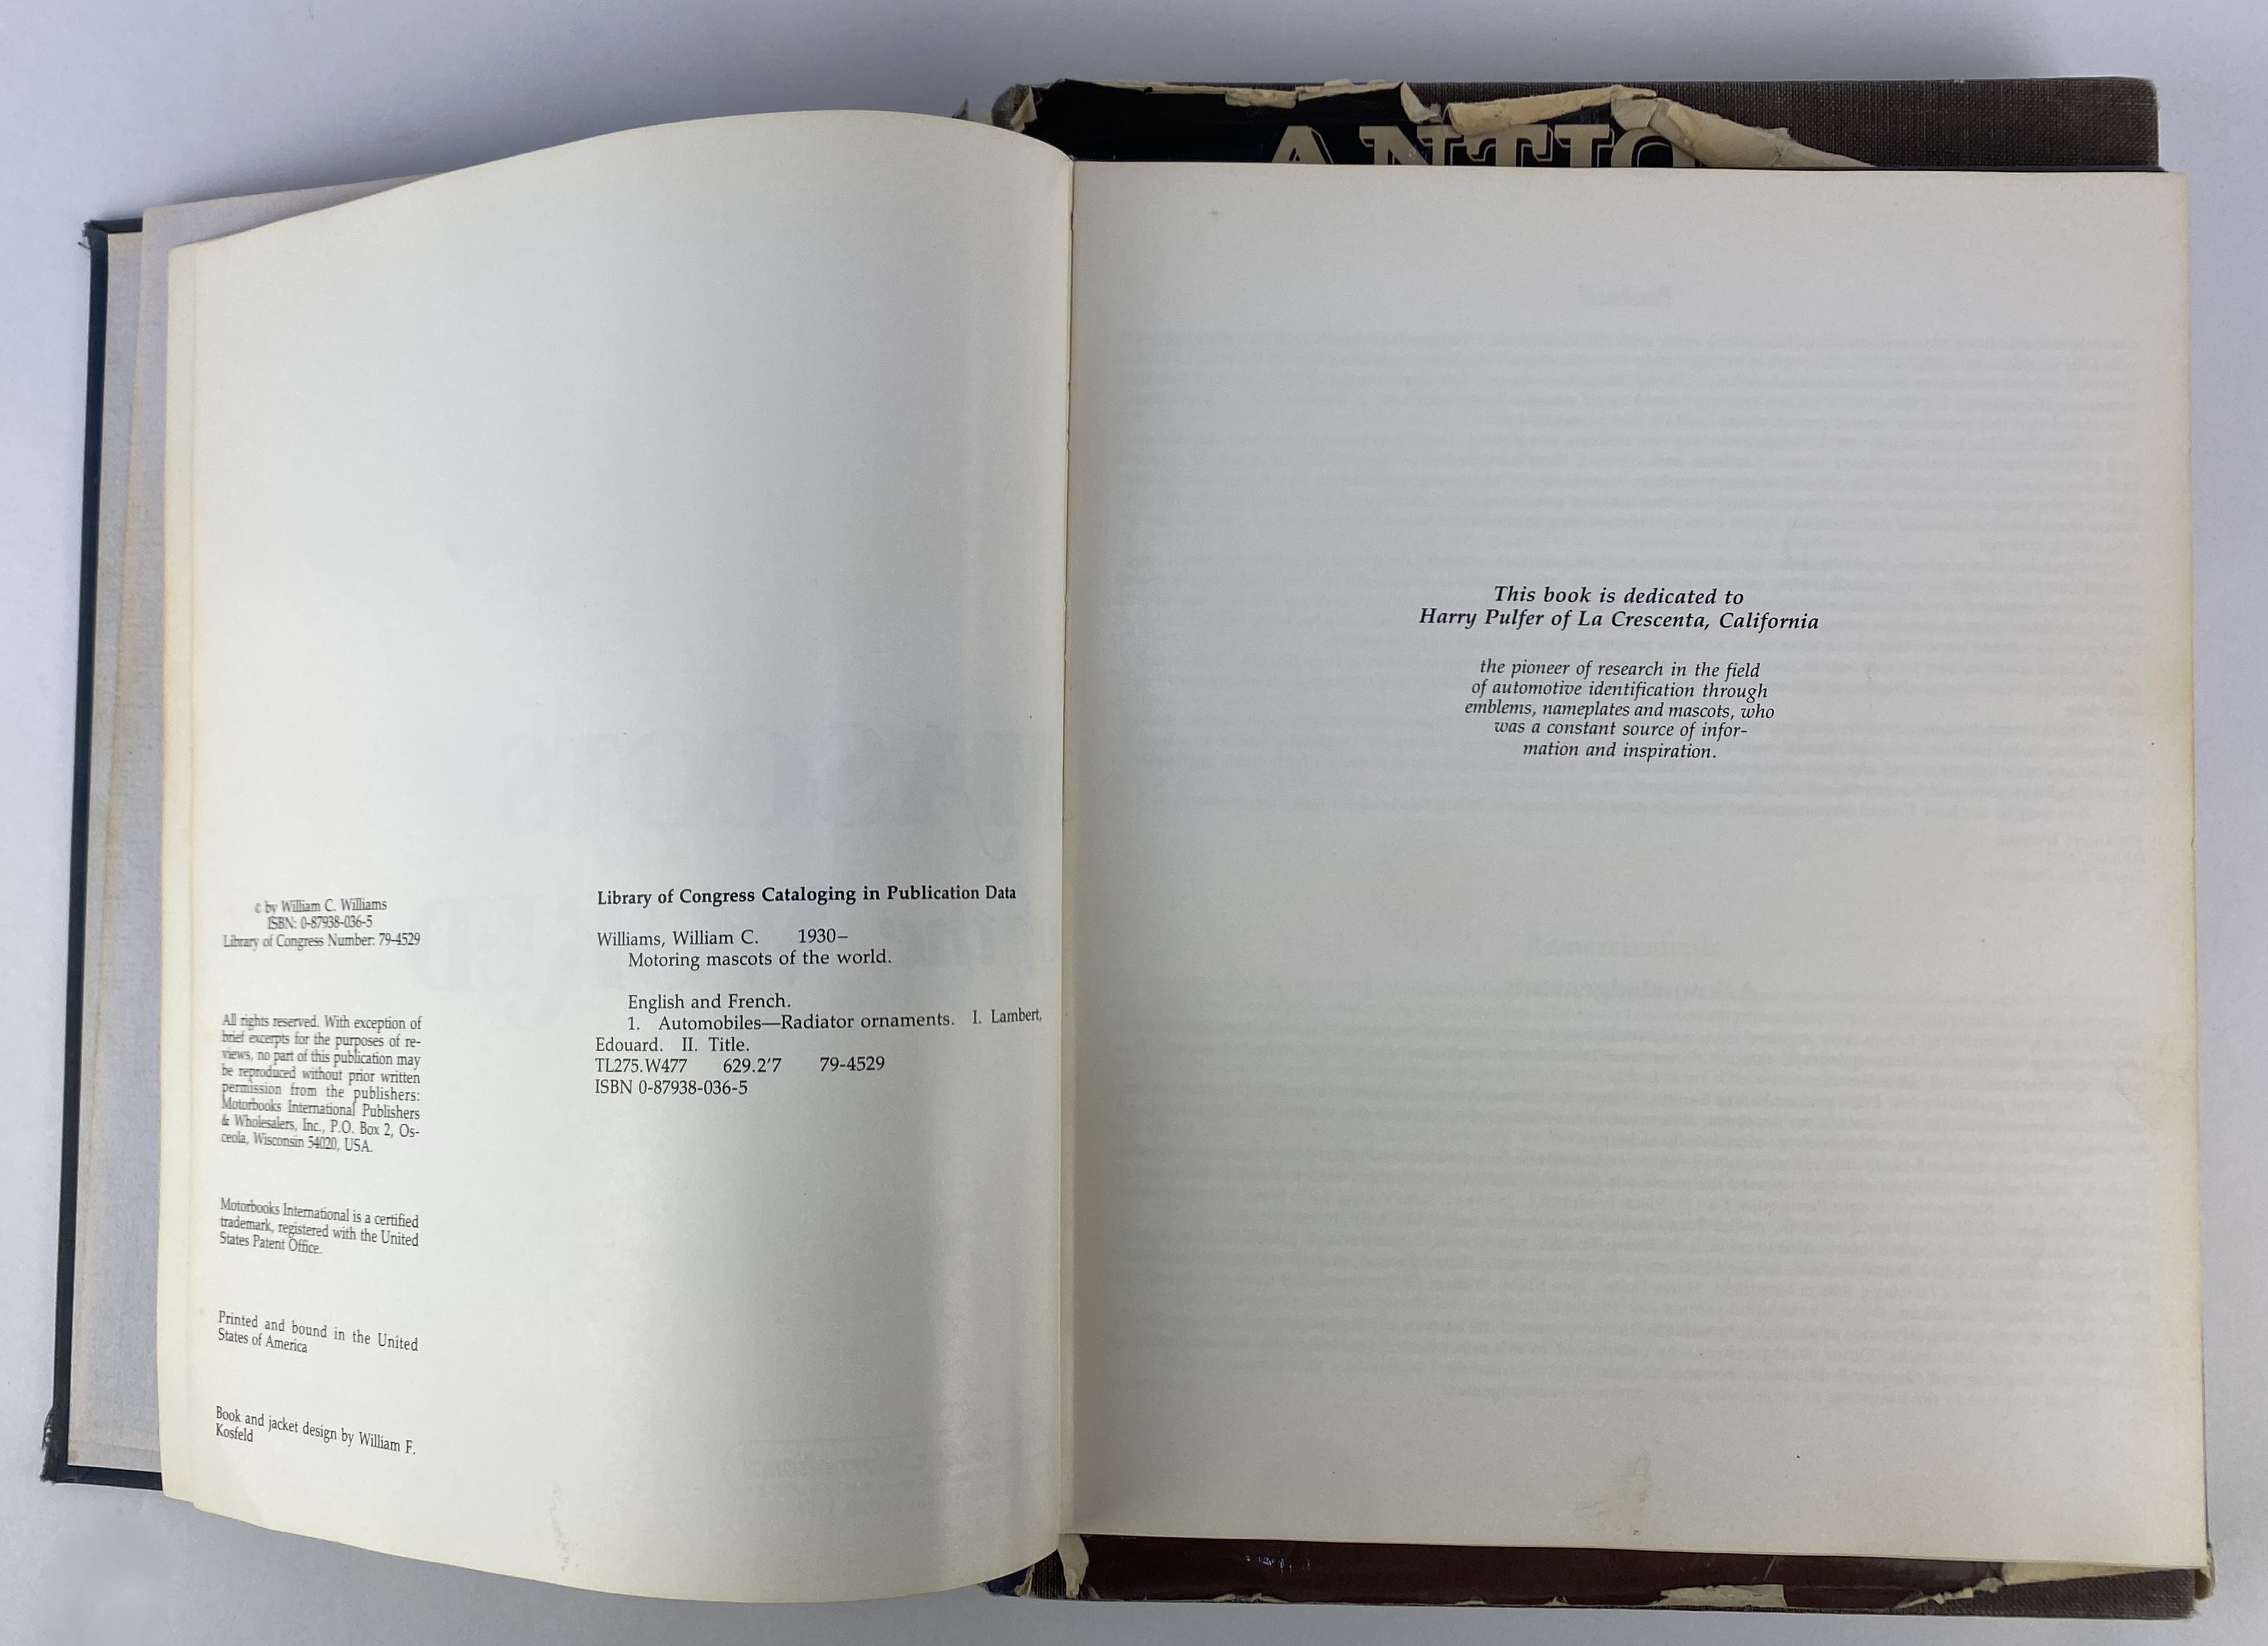 ANTIQ
© by William C. Williams
ISBN: 0-87938-036-5
Library of Congress Number: 79-4529
All rights reserved. With exception of
brief excerpts for the purposes of re-
views, no part of this publication may
be reproduced without prior written
permission from the publishers:
Motorbooks International Publishers
& Wholesalers, Inc., P.O. Box 2, Os-
ceola, Wisconsin 54020, USA.
Motorbooks International is a certified
trademark, registered with the United
States Patent Office.
Printed and bound in the United
States of America
Book and jacket design by William F.
Kosfeld
Library of Congress Cataloging in Publication Data
Williams, William C. 1930–
Motoring mascots of the world.
English and French.
1. Automobiles—Radiator ornaments. I. Lambert,
Edouard. II. Title.
TL275.W477 629.2'7 79-4529
ISBN 0-87938-036-5
This book is dedicated to
Harry Pulfer of La Crescenta, California
the pioneer of research in the field
of automotive identification through
emblems, nameplates and mascots, who
was a constant source of infor-
mation and inspiration.